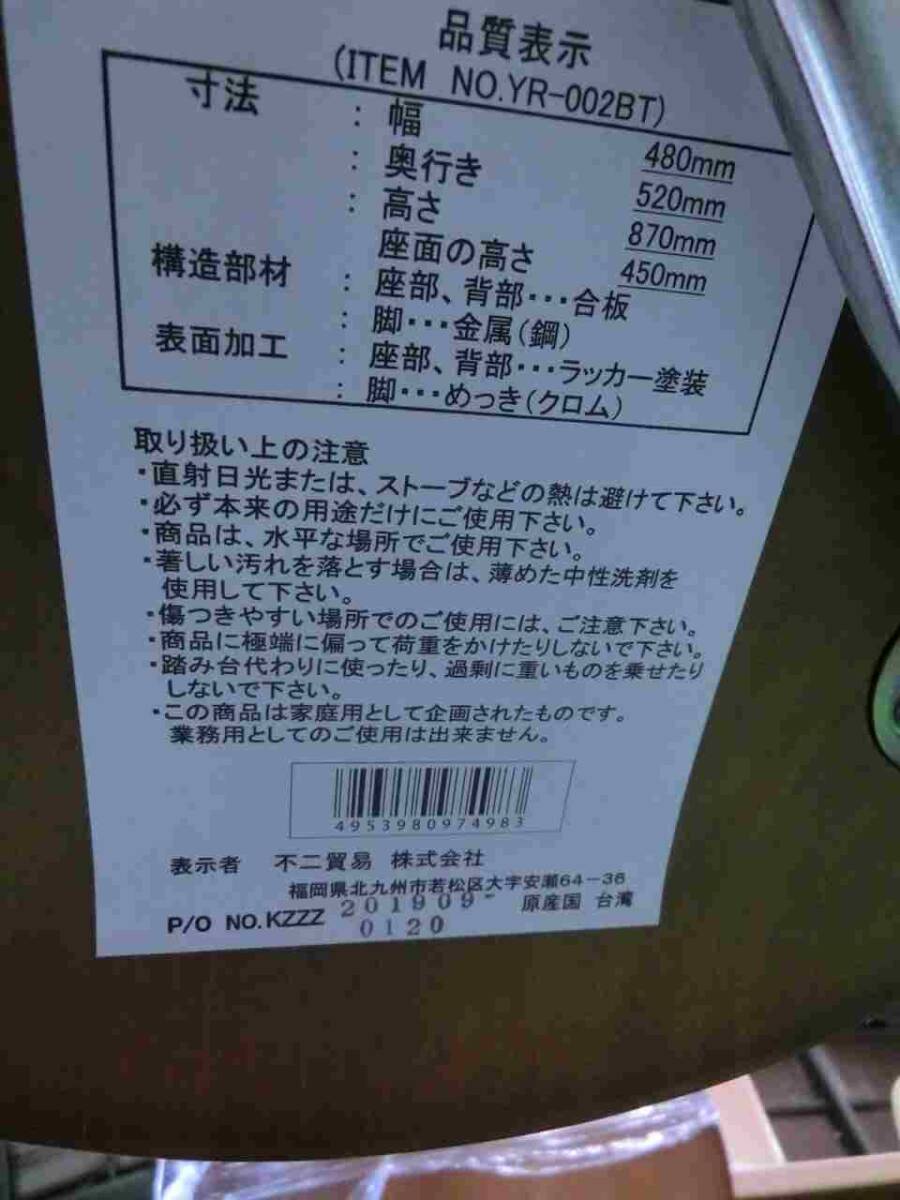 品質表示
(ITEM NO.YR-002BT)
寸法 : 幅 480mm
: 奥行き 520mm
: 高さ 870mm
座面の高さ 450mm
構造部材 : 座部、背部・・・合板
: 脚・・・金属(鋼)
表面加工 : 座部、背部・・・ラッカー塗装
: 脚・・・めっき(クロム)
取り扱い上の注意
・直射日光または、ストーブなどの熱は避けて下さい。
・必ず本来の用途だけにご使用下さい。
・商品は、水平な場所でご使用下さい。
・著しい汚れを落とす場合は、薄めた中性洗剤を
使用して下さい。
・傷つきやすい場所でのご使用には、ご注意下さい。
・商品に極端に偏って荷重をかけたりしないで下さい。
・踏み台代わりに使ったり、過剰に重いものを乗せたり
しないで下さい。
・この商品は家庭用として企画されたものです。
業務用としてのご使用は出来ません。
4953980974983
表示者 不二貿易 株式会社
福岡県北九州市若松区大字安瀬64-36
P/O NO.KZZZ 201909- 原産国 台湾
0120